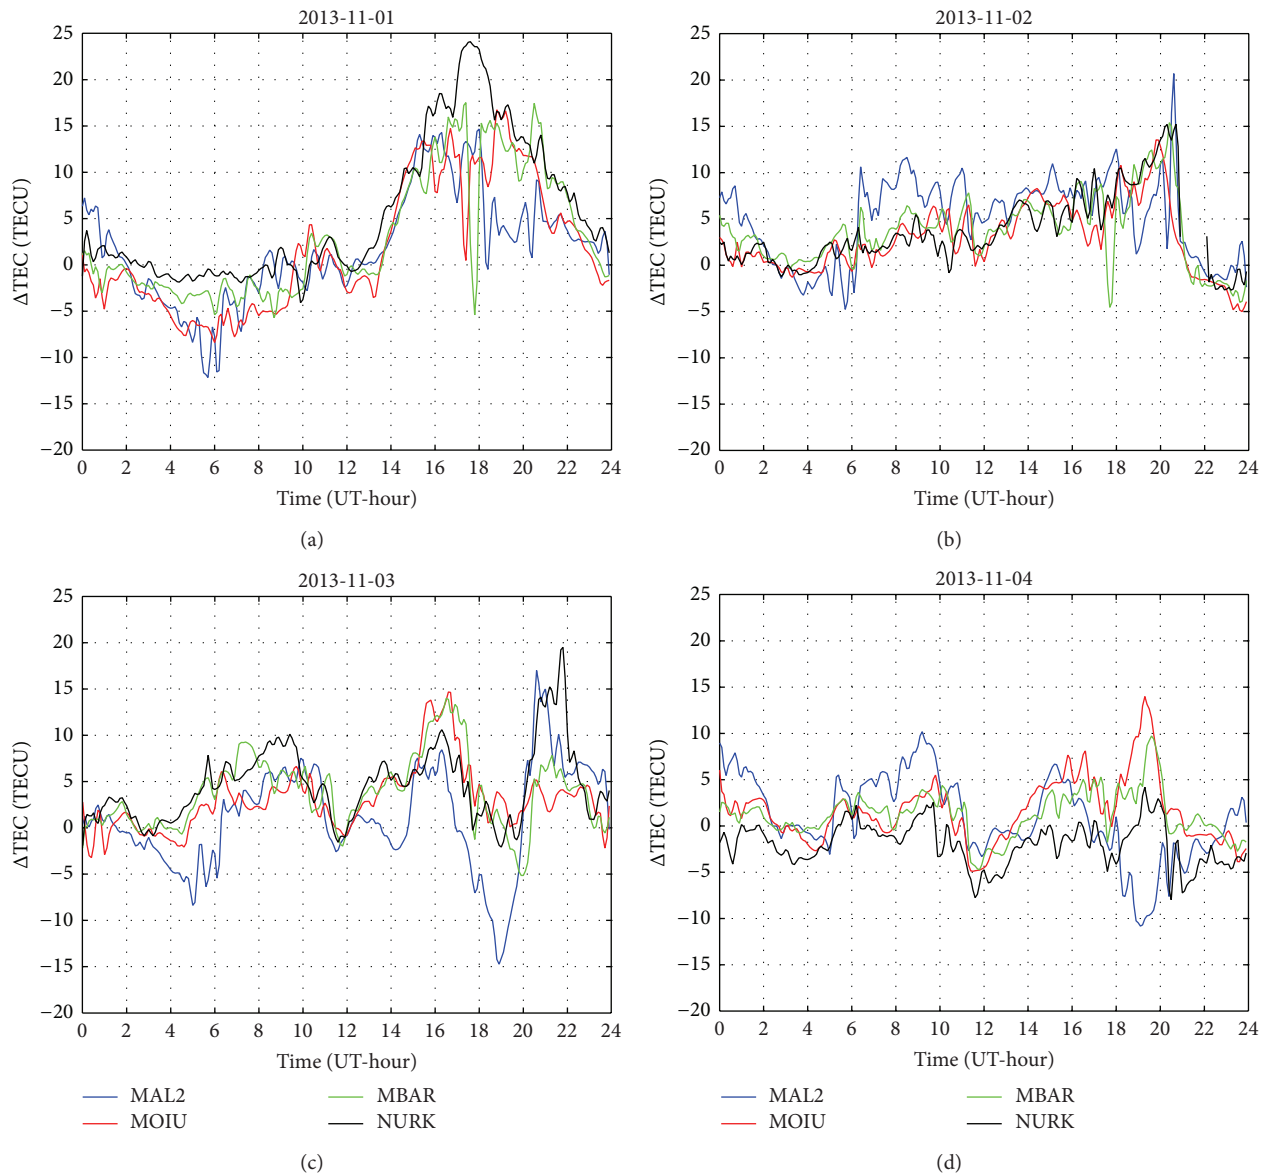 2013-11-01
25
20
15
10
5
0
−5
−10
−15
−20
ΔTEC (TECU)
0 2 4 6 8 10 12 14 16 18 20 22 24
Time (UT-hour)
(a)
2013-11-02
25
20
15
10
5
0
−5
−10
−15
−20
ΔTEC (TECU)
0 2 4 6 8 10 12 14 16 18 20 22 24
Time (UT-hour)
(b)
2013-11-03
25
20
15
10
5
0
−5
−10
−15
−20
ΔTEC (TECU)
0 2 4 6 8 10 12 14 16 18 20 22 24
Time (UT-hour)
MAL2 MBAR
MOIU NURK
(c)
2013-11-04
25
20
15
10
5
0
−5
−10
−15
−20
ΔTEC (TECU)
0 2 4 6 8 10 12 14 16 18 20 22 24
Time (UT-hour)
MAL2 MBAR
MOIU NURK
(d)